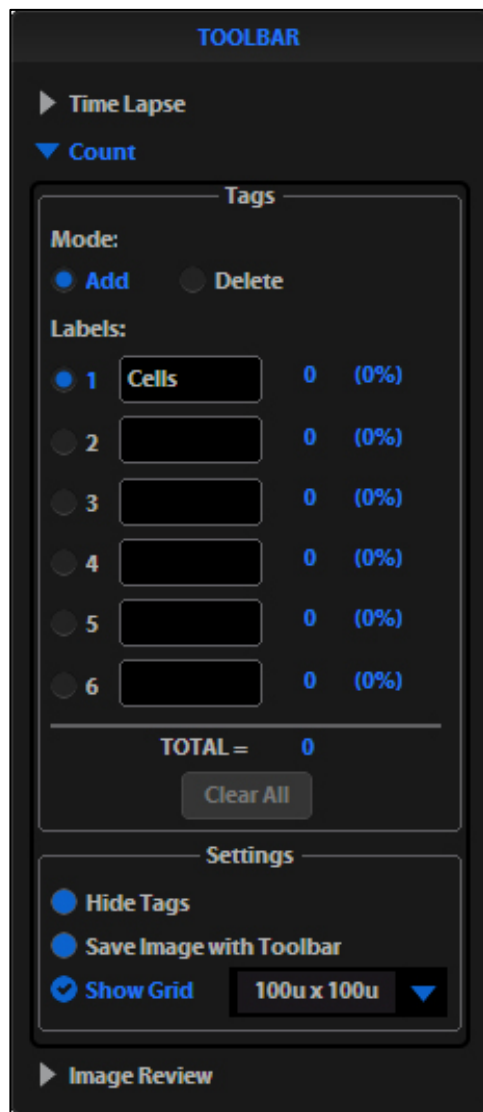 TOOLBAR
Time Lapse
Count
Tags
Mode:
Add Delete
Labels:
1 Cells 0 (0%)
2 0 (0%)
3 0 (0%)
4 0 (0%)
5 0 (0%)
6 0 (0%)
TOTAL = 0
Clear All
Settings
Hide Tags
Save Image with Toolbar
Show Grid 100u x 100u
Image Review